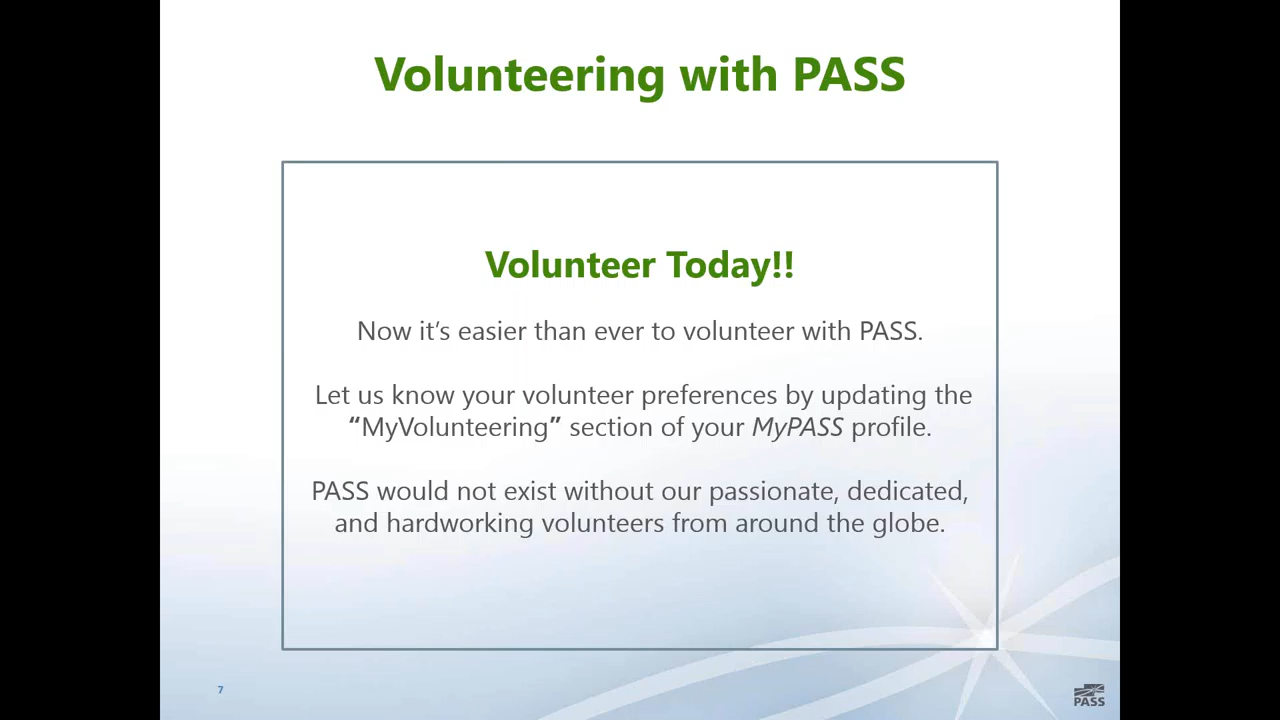 Volunteering with PASS
Volunteer Today!!
Now it's easier than ever to volunteer with PASS.
Let us know your volunteer preferences by updating the
“MyVolunteering” section of your MyPASS profile.
PASS would not exist without our passionate, dedicated,
and hardworking volunteers from around the globe.
7
PASS